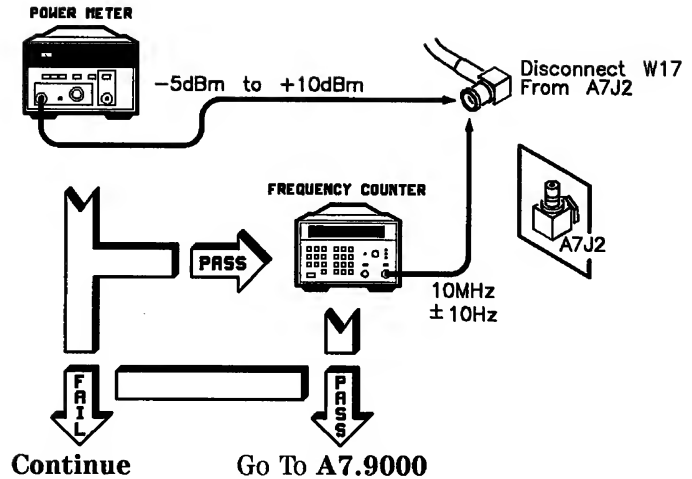 POWER METER
-5dBm to +10dBm
Disconnect W17
From A7J2
FREQUENCY COUNTER
A7J2
PASS
10MHz
± 10Hz
FAIL
PASS
Continue
Go To A7.9000